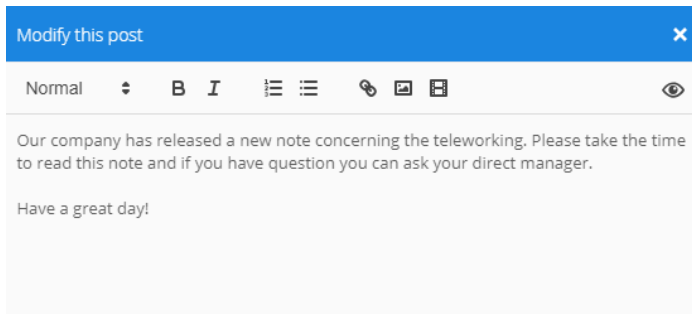 Modify this post
Normal
Our company has released a new note concerning the teleworking. Please take the time
to read this note and if you have question you can ask your direct manager.
Have a great day!